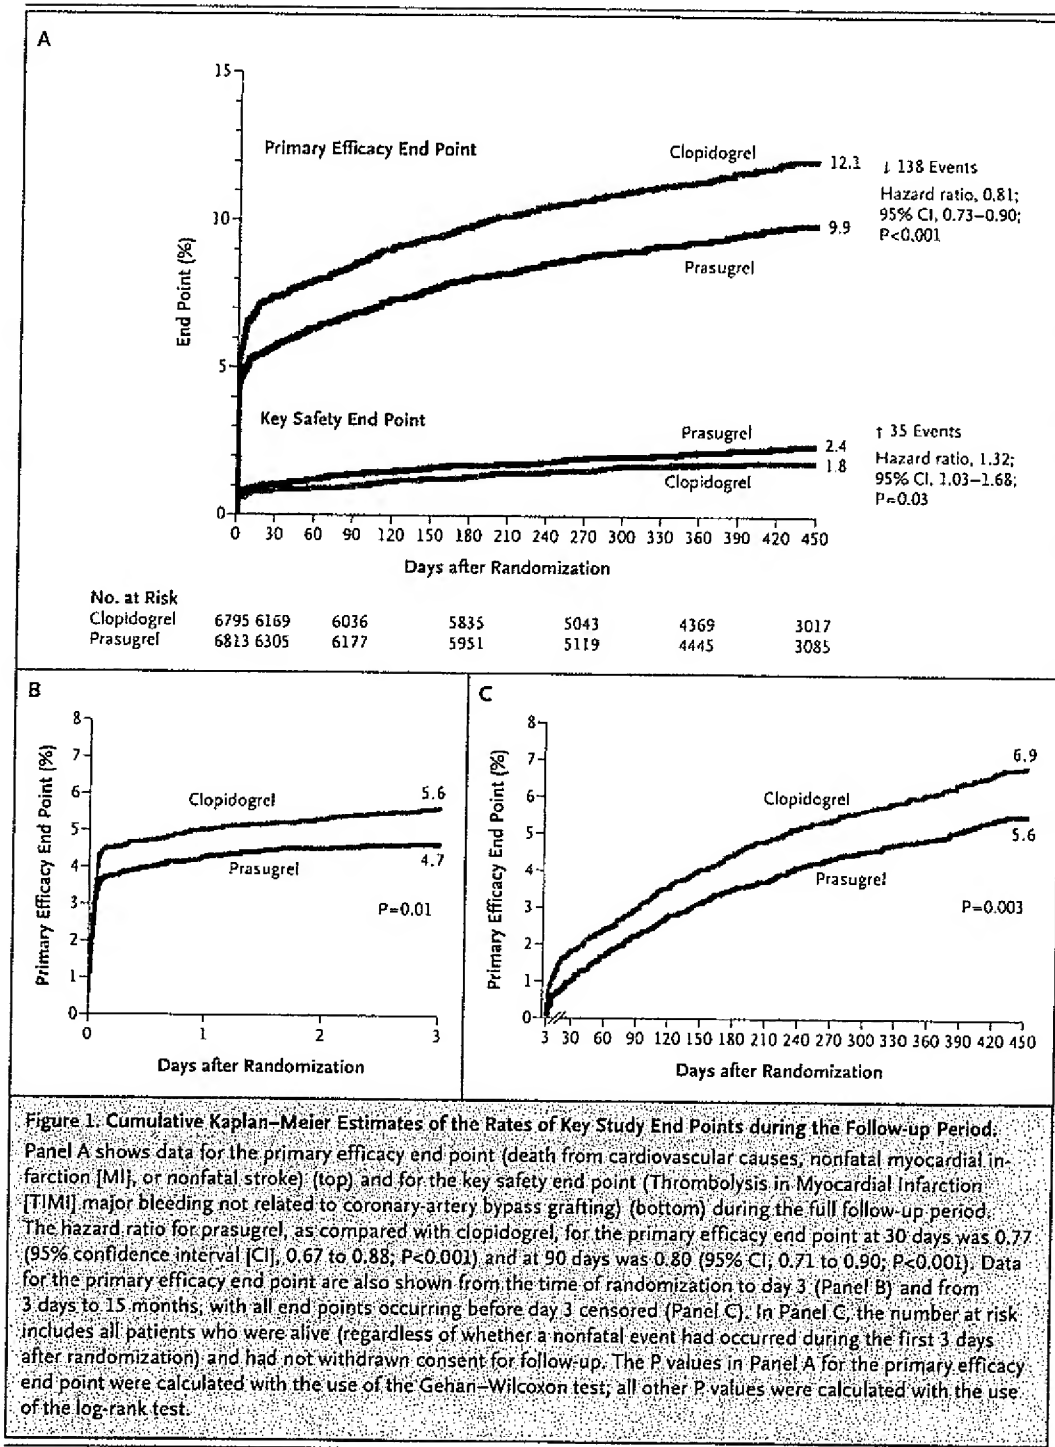 A
15
10
5
0
End Point (%)
Primary Efficacy End Point
Clopidogrel
12.1
↓ 138 Events
Hazard ratio, 0.81;
95% CI, 0.73–0.90;
P<0.001
9.9
Prasugrel
Key Safety End Point
Prasugrel
2.4
1.8
Clopidogrel
↑ 35 Events
Hazard ratio, 1.32;
95% CI, 1.03–1.68;
P=0.03
0 30 60 90 120 150 180 210 240 270 300 330 360 390 420 450
Days after Randomization
No. at Risk
Clopidogrel 6795 6169 6036 5835 5043 4369 3017
Prasugrel 6813 6305 6177 5951 5119 4445 3085
B
8
7
6
5
4
3
2
1
0
Primary Efficacy End Point (%)
Clopidogrel
5.6
Prasugrel
4.7
P=0.01
0 1 2 3
Days after Randomization
C
8
7
6
5
4
3
2
1
0
Primary Efficacy End Point (%)
Clopidogrel
6.9
Prasugrel
5.6
P=0.003
3 30 60 90 120 150 180 210 240 270 300 330 360 390 420 450
Days after Randomization
Figure 1. Cumulative Kaplan–Meier Estimates of the Rates of Key Study End Points during the Follow-up Period.
Panel A shows data for the primary efficacy end point (death from cardiovascular causes, nonfatal myocardial in-
farction [MI], or nonfatal stroke) (top) and for the key safety end point (Thrombolysis in Myocardial Infarction
[TIMI] major bleeding not related to coronary-artery bypass grafting) (bottom) during the full follow-up period.
The hazard ratio for prasugrel, as compared with clopidogrel, for the primary efficacy end point at 30 days was 0.77
(95% confidence interval [CI], 0.67 to 0.88; P<0.001) and at 90 days was 0.80 (95% CI, 0.71 to 0.90; P<0.001). Data
for the primary efficacy end point are also shown from the time of randomization to day 3 (Panel B) and from
3 days to 15 months, with all end points occurring before day 3 censored (Panel C). In Panel C, the number at risk
includes all patients who were alive (regardless of whether a nonfatal event had occurred during the first 3 days
after randomization) and had not withdrawn consent for follow-up. The P values in Panel A for the primary efficacy
end point were calculated with the use of the Gehan–Wilcoxon test; all other P values were calculated with the use
of the log-rank test.